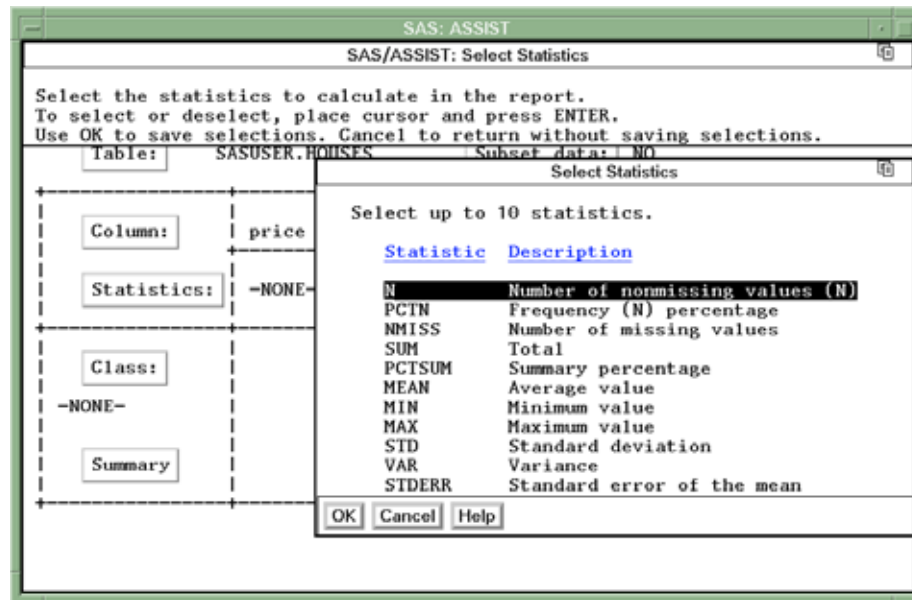 SAS: ASSIST
SAS/ASSIST: Select Statistics
Select the statistics to calculate in the report.
To select or deselect, place cursor and press ENTER.
Use OK to save selections. Cancel to return without saving selections.
Table: SASUSER.HOUSES Subset data: NO
Column: price
Statistics: -NONE-
Class:
-NONE-
Summary
Select Statistics
Select up to 10 statistics.
Statistic Description
N Number of nonmissing values (N)
PCTN Frequency (N) percentage
NMISS Number of missing values
SUM Total
PCTSUM Summary percentage
MEAN Average value
MIN Minimum value
MAX Maximum value
STD Standard deviation
VAR Variance
STDERR Standard error of the mean
OK Cancel Help